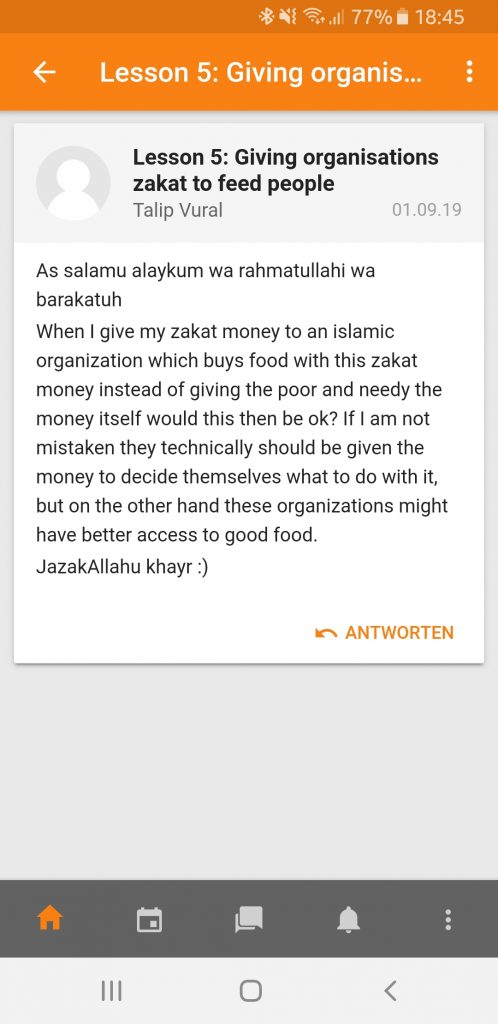 77% 18:45
Lesson 5: Giving organis...
Lesson 5: Giving organisations
zakat to feed people
Talip Vural
01.09.19
As salamu alaykum wa rahmatullahi wa
barakatuh
When I give my zakat money to an islamic
organization which buys food with this zakat
money instead of giving the poor and needy the
money itself would this then be ok? If I am not
mistaken they technically should be given the
money to decide themselves what to do with it,
but on the other hand these organizations might
have better access to good food.
JazakAllahu khayr :)
ANTWORTEN